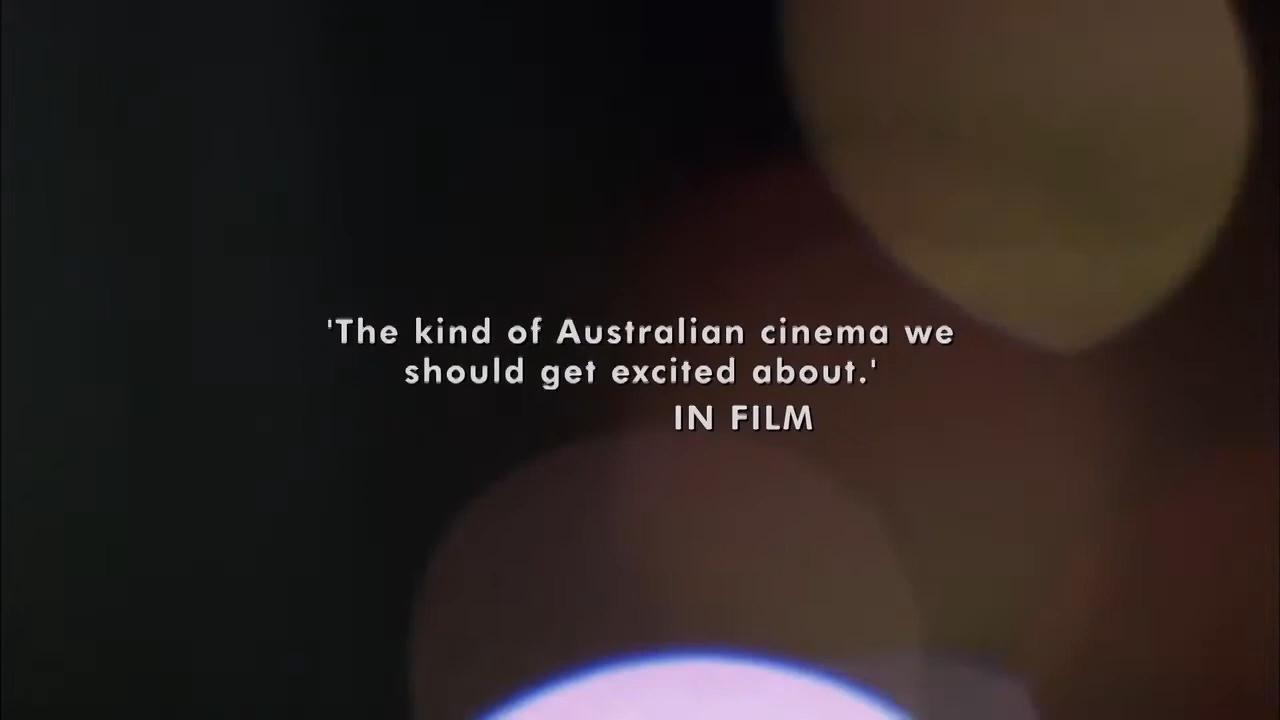 'The kind of Australian cinema we
should get excited about.'
IN FILM